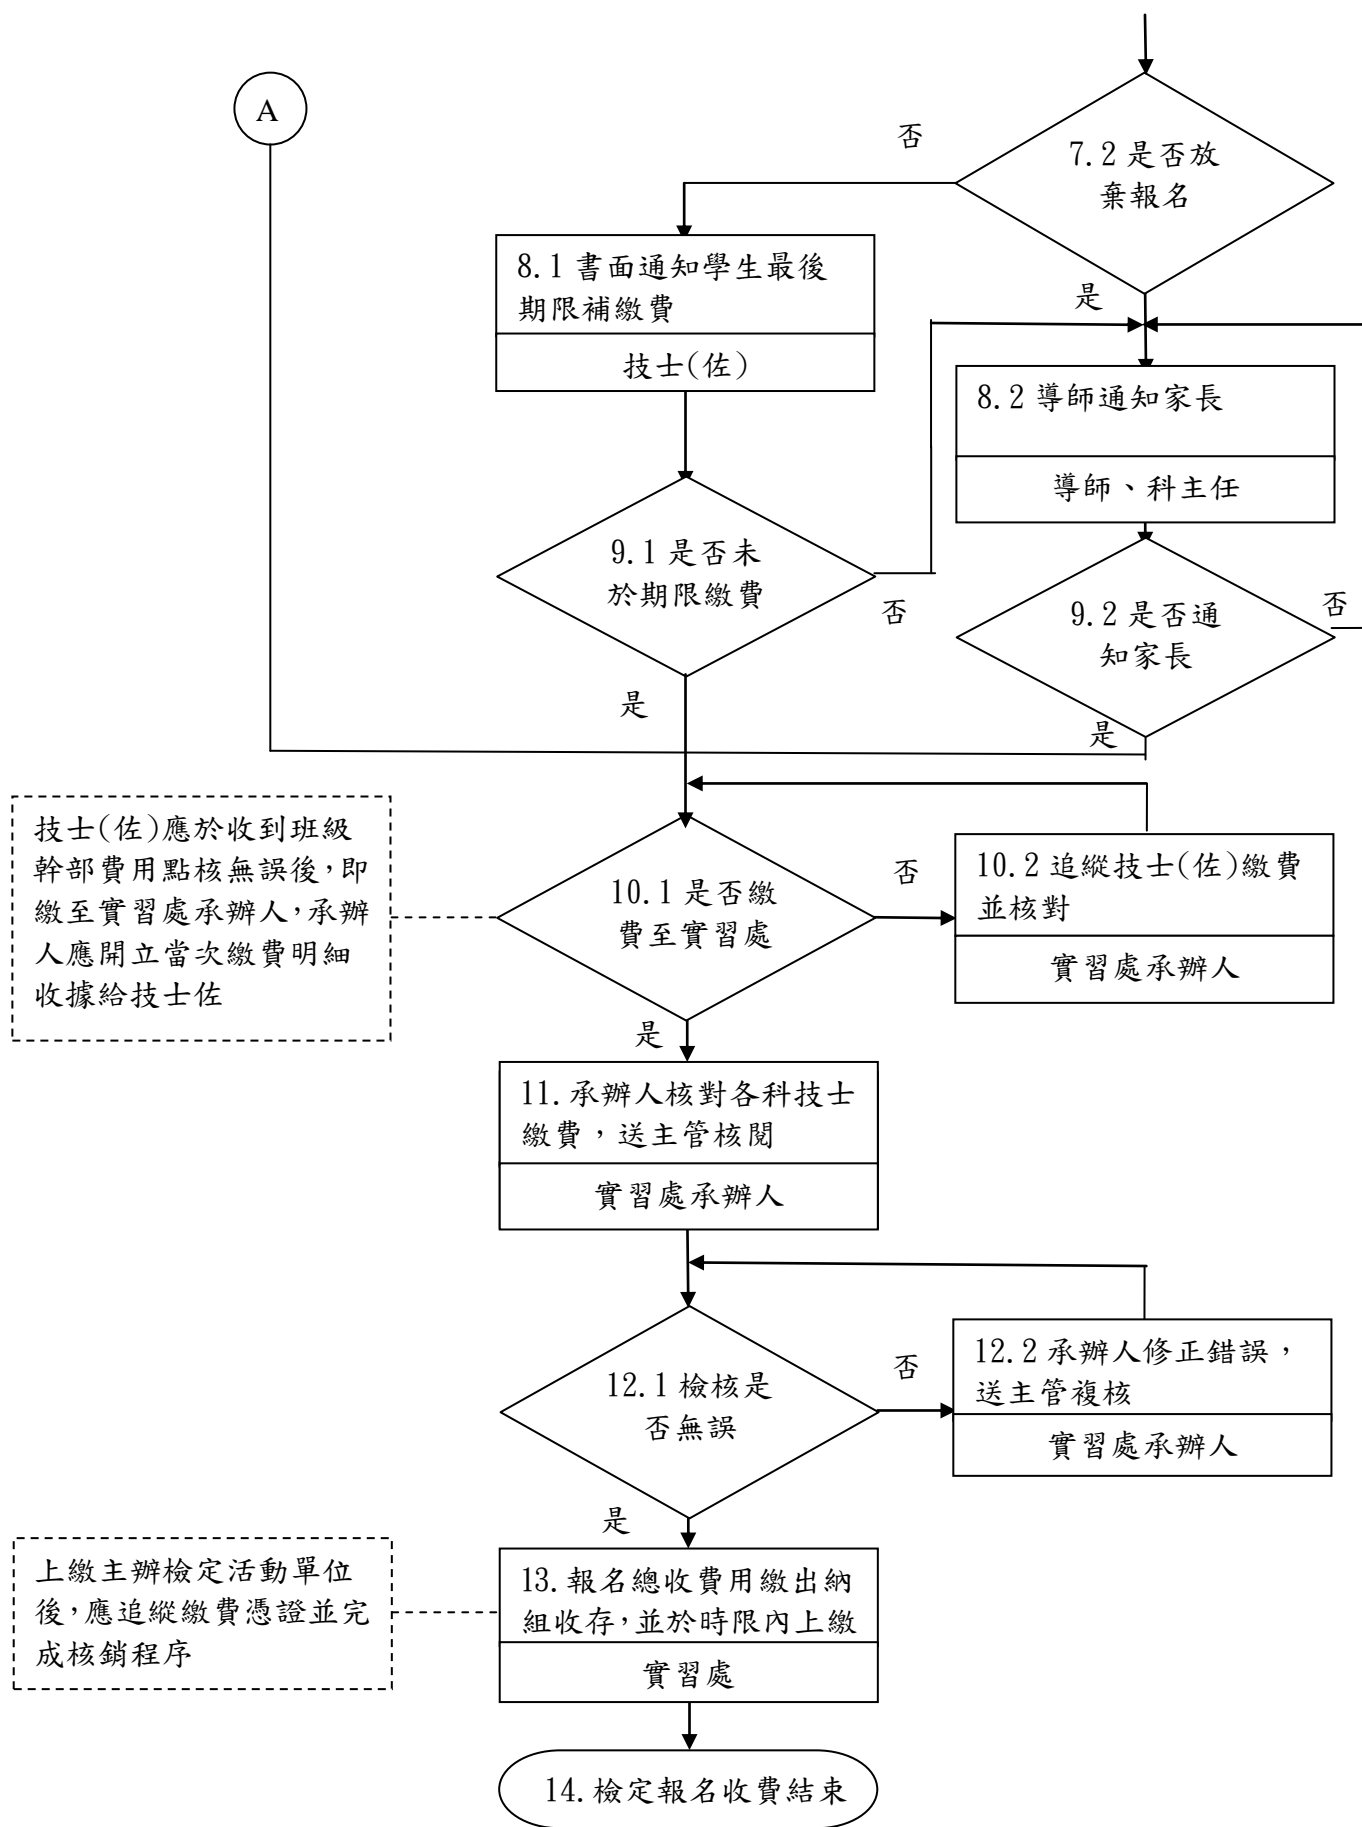 A
否
7.2 是否放
棄報名
是
8.1 書面通知學生最後
期限補繳費
技士(佐)
8.2 導師通知家長
導師、科主任
9.1 是否未
於期限繳費
否
是
9.2 是否通
知家長
否
是
技士(佐)應於收到班級
幹部費用點核無誤後,即
繳至實習處承辦人,承辦
人應開立當次繳費明細
收據給技士佐
10.1 是否繳
費至實習處
否
是
10.2 追縱技士(佐)繳費
並核對
實習處承辦人
11.承辦人核對各科技士
繳費，送主管核閱
實習處承辦人
12.1 檢核是
否無誤
否
是
12.2 承辦人修正錯誤，
送主管複核
實習處承辦人
上繳主辦檢定活動單位
後,應追縱繳費憑證並完
成核銷程序
13.報名總收費用繳出納
組收存,並於時限內上繳
實習處
14.檢定報名收費結束